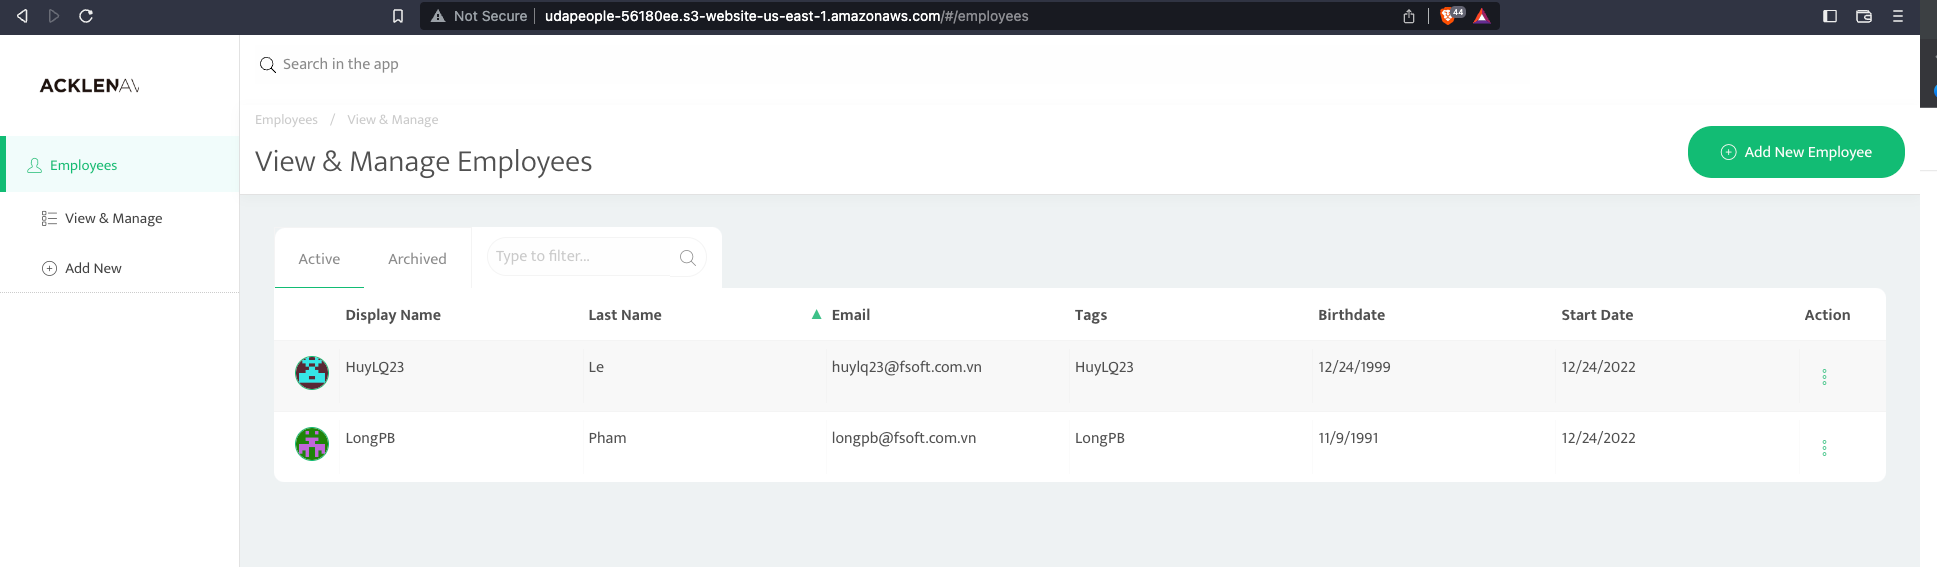 Not Secure udapeople-56180ee.s3-website-us-east-1.amazonaws.com/#/employees 44
ACKLENAV
Search in the app
Employees / View & Manage
View & Manage Employees
Add New Employee
Employees
View & Manage
Add New
Active Archived Type to filter...
Display Name Last Name Email Tags Birthdate Start Date Action
HuyLQ23 Le huylq23@fsoft.com.vn HuyLQ23 12/24/1999 12/24/2022
LongPB Pham longpb@fsoft.com.vn LongPB 11/9/1991 12/24/2022